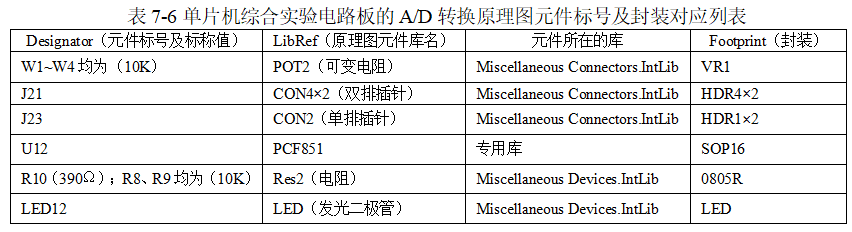 表 7-6 单片机综合实验电路板的 A/D 转换原理图元件标号及封装对应列表
Designator（元件标号及标称值） LibRef（原理图元件库名） 元件所在的库 Footprint（封装）
W1~W4 均为（10K） POT2（可变电阻） Miscellaneous Connectors.IntLib VR1
J21 CON4×2（双排插针） Miscellaneous Connectors.IntLib HDR4×2
J23 CON2（单排插针） Miscellaneous Connectors.IntLib HDR1×2
U12 PCF851 专用库 SOP16
R10（390Ω）；R8、R9 均为（10K） Res2（电阻） Miscellaneous Devices.IntLib 0805R
LED12 LED（发光二极管） Miscellaneous Devices.IntLib LED